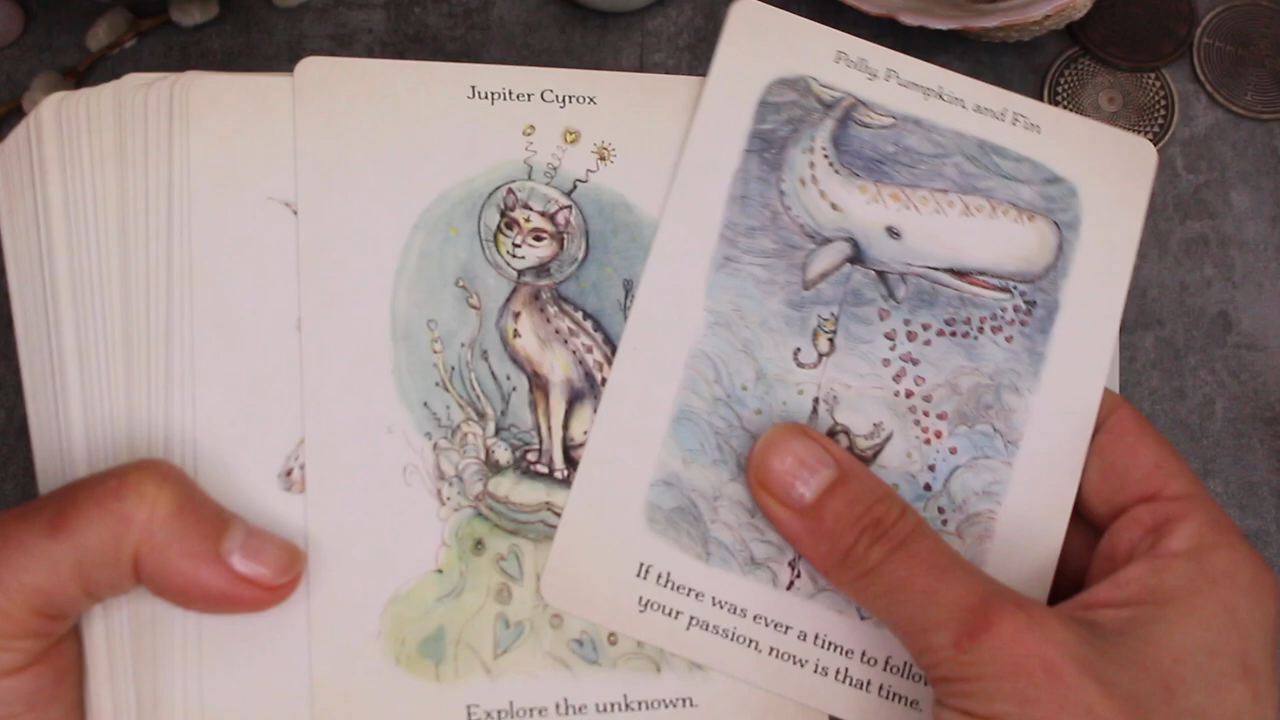 Jupiter Cyrox
Explore the unknown.
Polly, Pumpkin, and Fin
If there was ever a time to follow
your passion, now is that time.